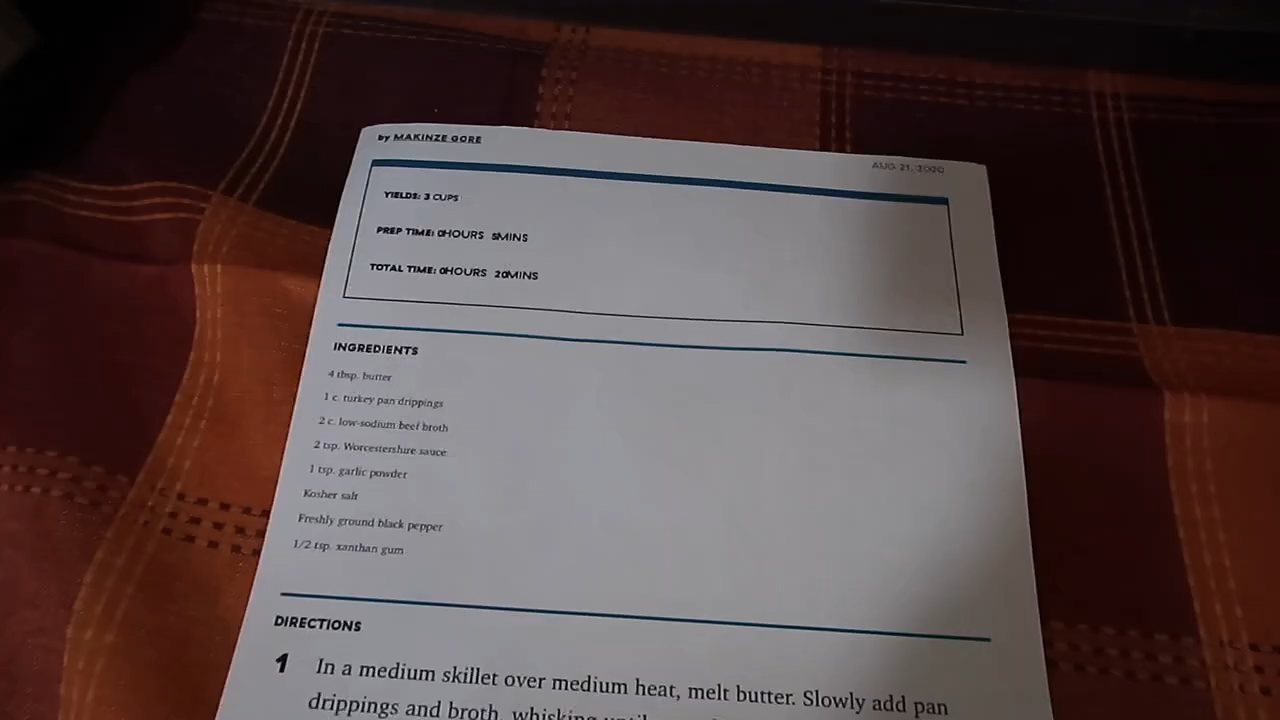 by MAKINZE GORE
AUG 21, 2020
YIELDS: 3 CUPS
PREP TIME: 0HOURS 5MINS
TOTAL TIME: 0HOURS 20MINS
INGREDIENTS
4 tbsp. butter
1 c. turkey pan drippings
2 c. low-sodium beef broth
2 tsp. Worcestershire sauce
1 tsp. garlic powder
Kosher salt
Freshly ground black pepper
1/2 tsp. xanthan gum
DIRECTIONS
1 In a medium skillet over medium heat, melt butter. Slowly add pan
drippings and broth, whisking until